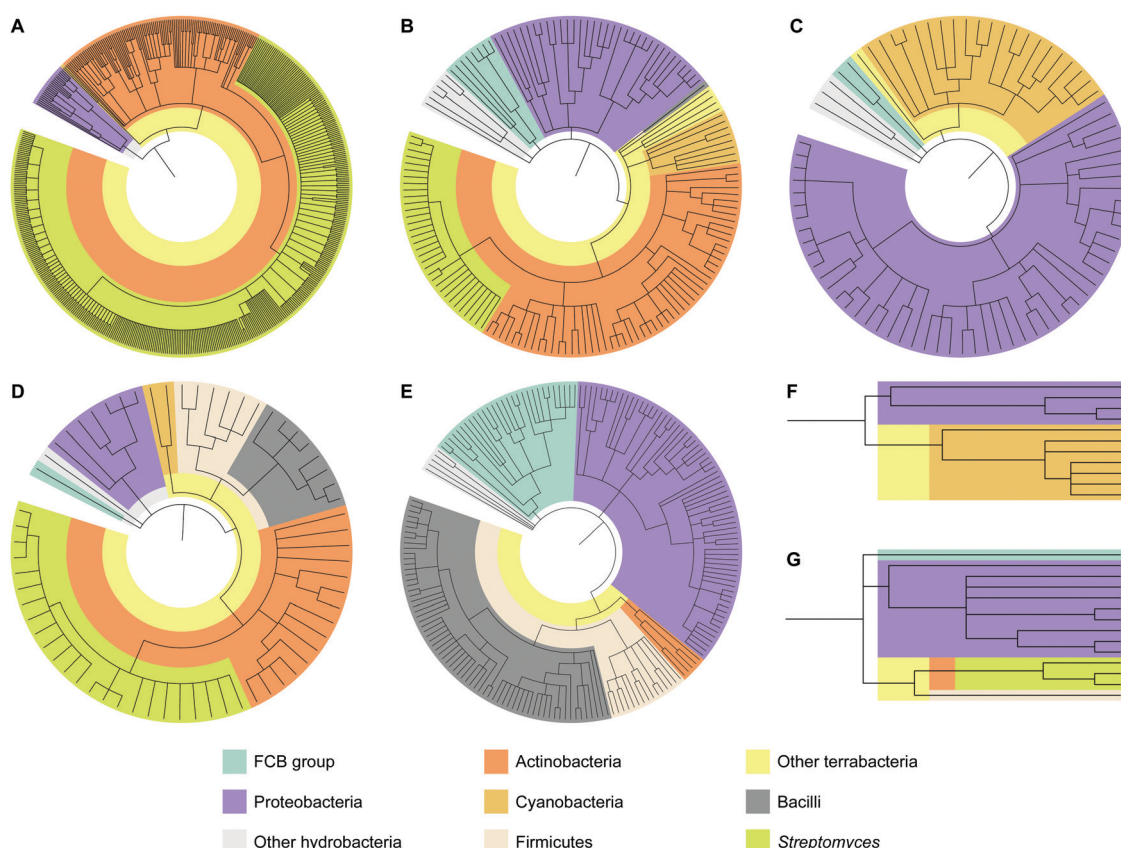 A
B
C
D
E
F
G
FCB group
Actinobacteria
Other terrabacteria
Proteobacteria
Cyanobacteria
Bacilli
Other hydrobacteria
Firmicutes
Streptomyces